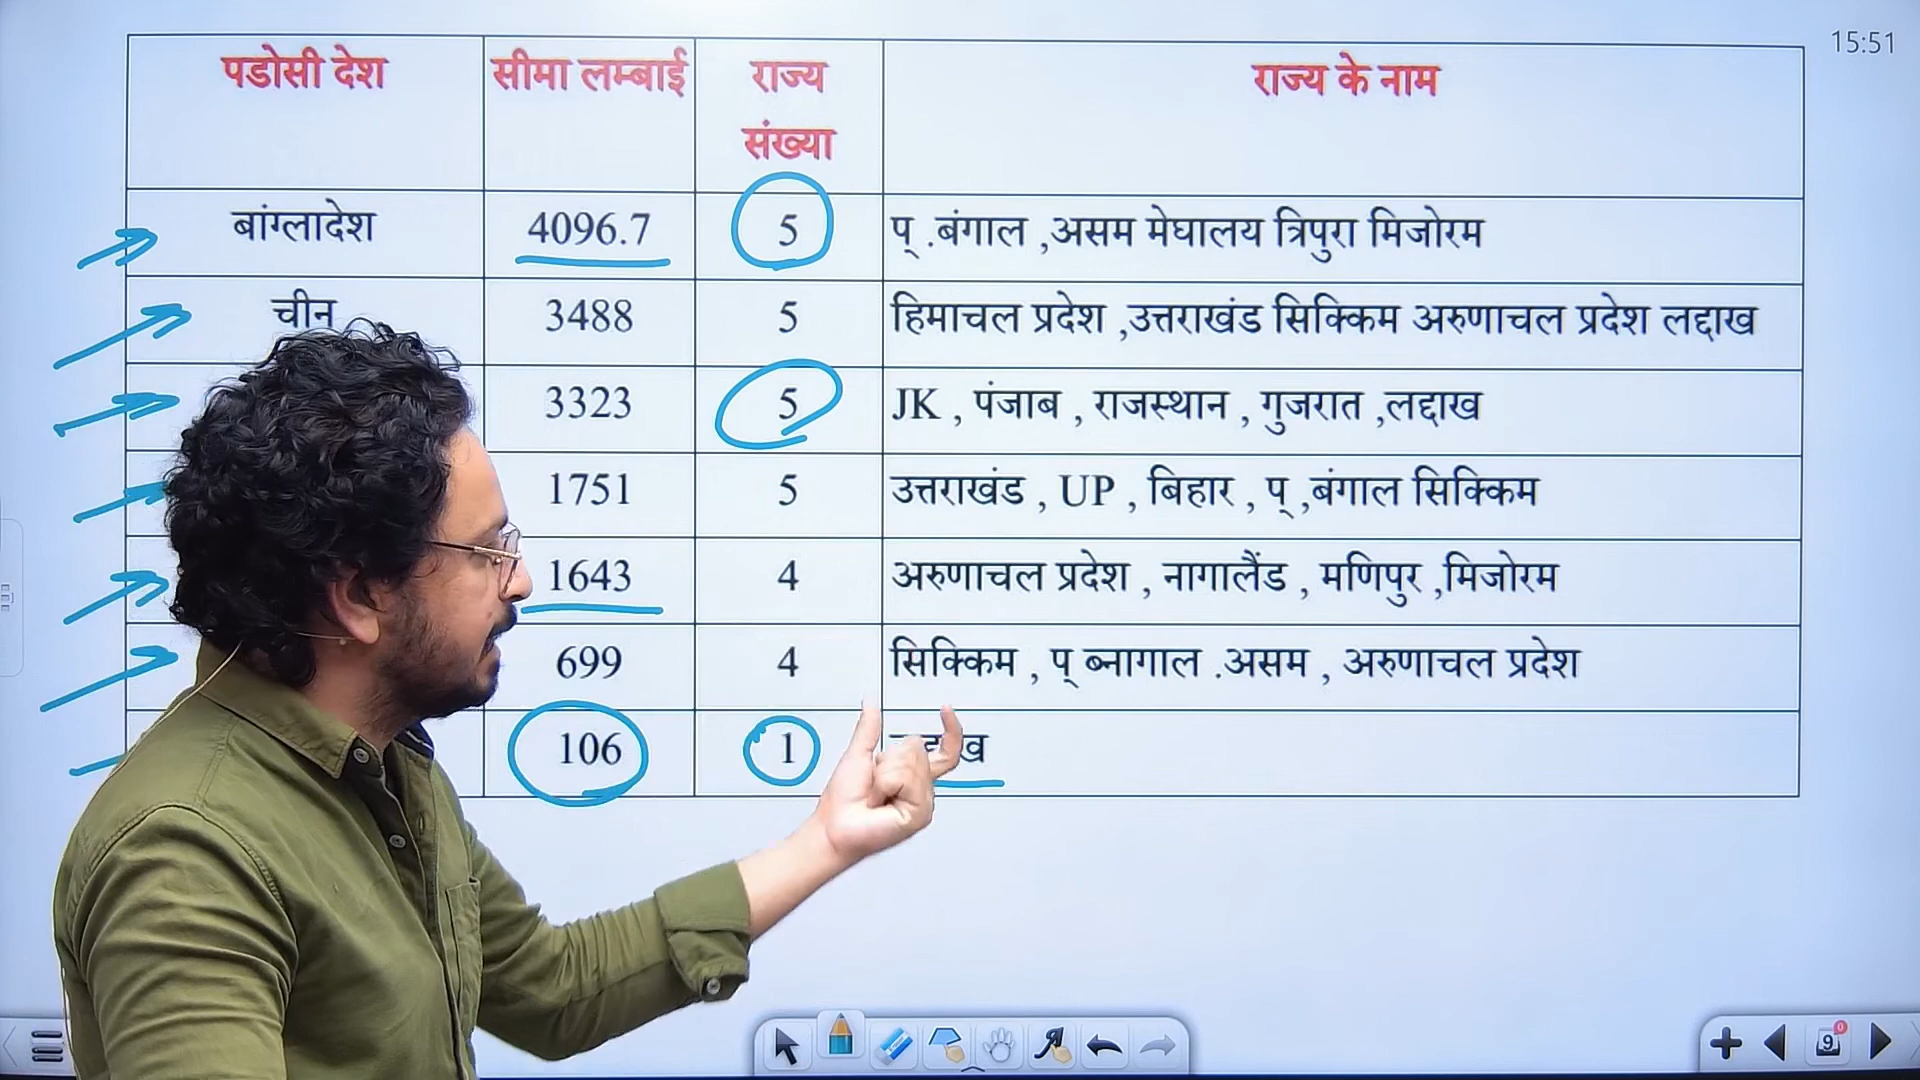 15:51
पडोसी देश सीमा लम्बाई राज्य संख्या राज्य के नाम
बांग्लादेश 4096.7 5 प् .बंगाल ,असम मेघालय त्रिपुरा मिजोरम
चीन 3488 5 हिमाचल प्रदेश ,उत्तराखंड सिक्किम अरुणाचल प्रदेश लद्दाख
3323 5 JK , पंजाब , राजस्थान , गुजरात ,लद्दाख
1751 5 उत्तराखंड , UP , बिहार , प् ,बंगाल सिक्किम
1643 4 अरुणाचल प्रदेश , नागालैंड , मणिपुर ,मिजोरम
699 4 सिक्किम , प् ब्नागाल .असम , अरुणाचल प्रदेश
106 1
9
0